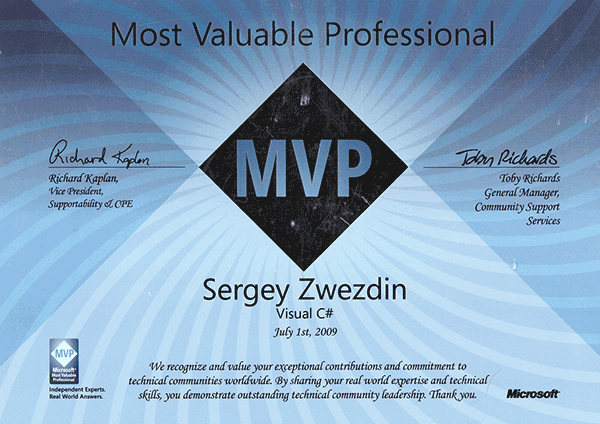 Most Valuable Professional
MVP
Richard Kaplan
Richard Kaplan,
Vice President,
Supportability & CPE
Toby Richards
Toby Richards
General Manager,
Community Support
Services
Sergey Zwezdin
Visual C#
July 1st, 2009
MVP
Microsoft®
Most Valuable
Professional
Independent Experts.
Real World Answers.
We recognize and value your exceptional contributions and commitment to
technical communities worldwide. By sharing your real world expertise and technical
skills, you demonstrate outstanding technical community leadership. Thank you.
Microsoft®